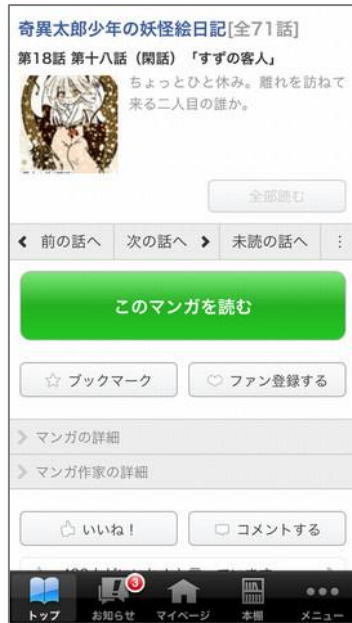 奇異太郎少年の妖怪絵日記[全71話]
第18話 第十八話（閑話）「すずの客人」
ちょっとひと休み。離れを訪ねて
来る二人目の誰か。
全部読む
前の話へ 次の話へ 未読の話へ
このマンガを読む
ブックマーク ファン登録する
マンガの詳細
マンガ作家の詳細
いいね！ コメントする
3
トップ お知らせ マイページ 本棚 メニュー